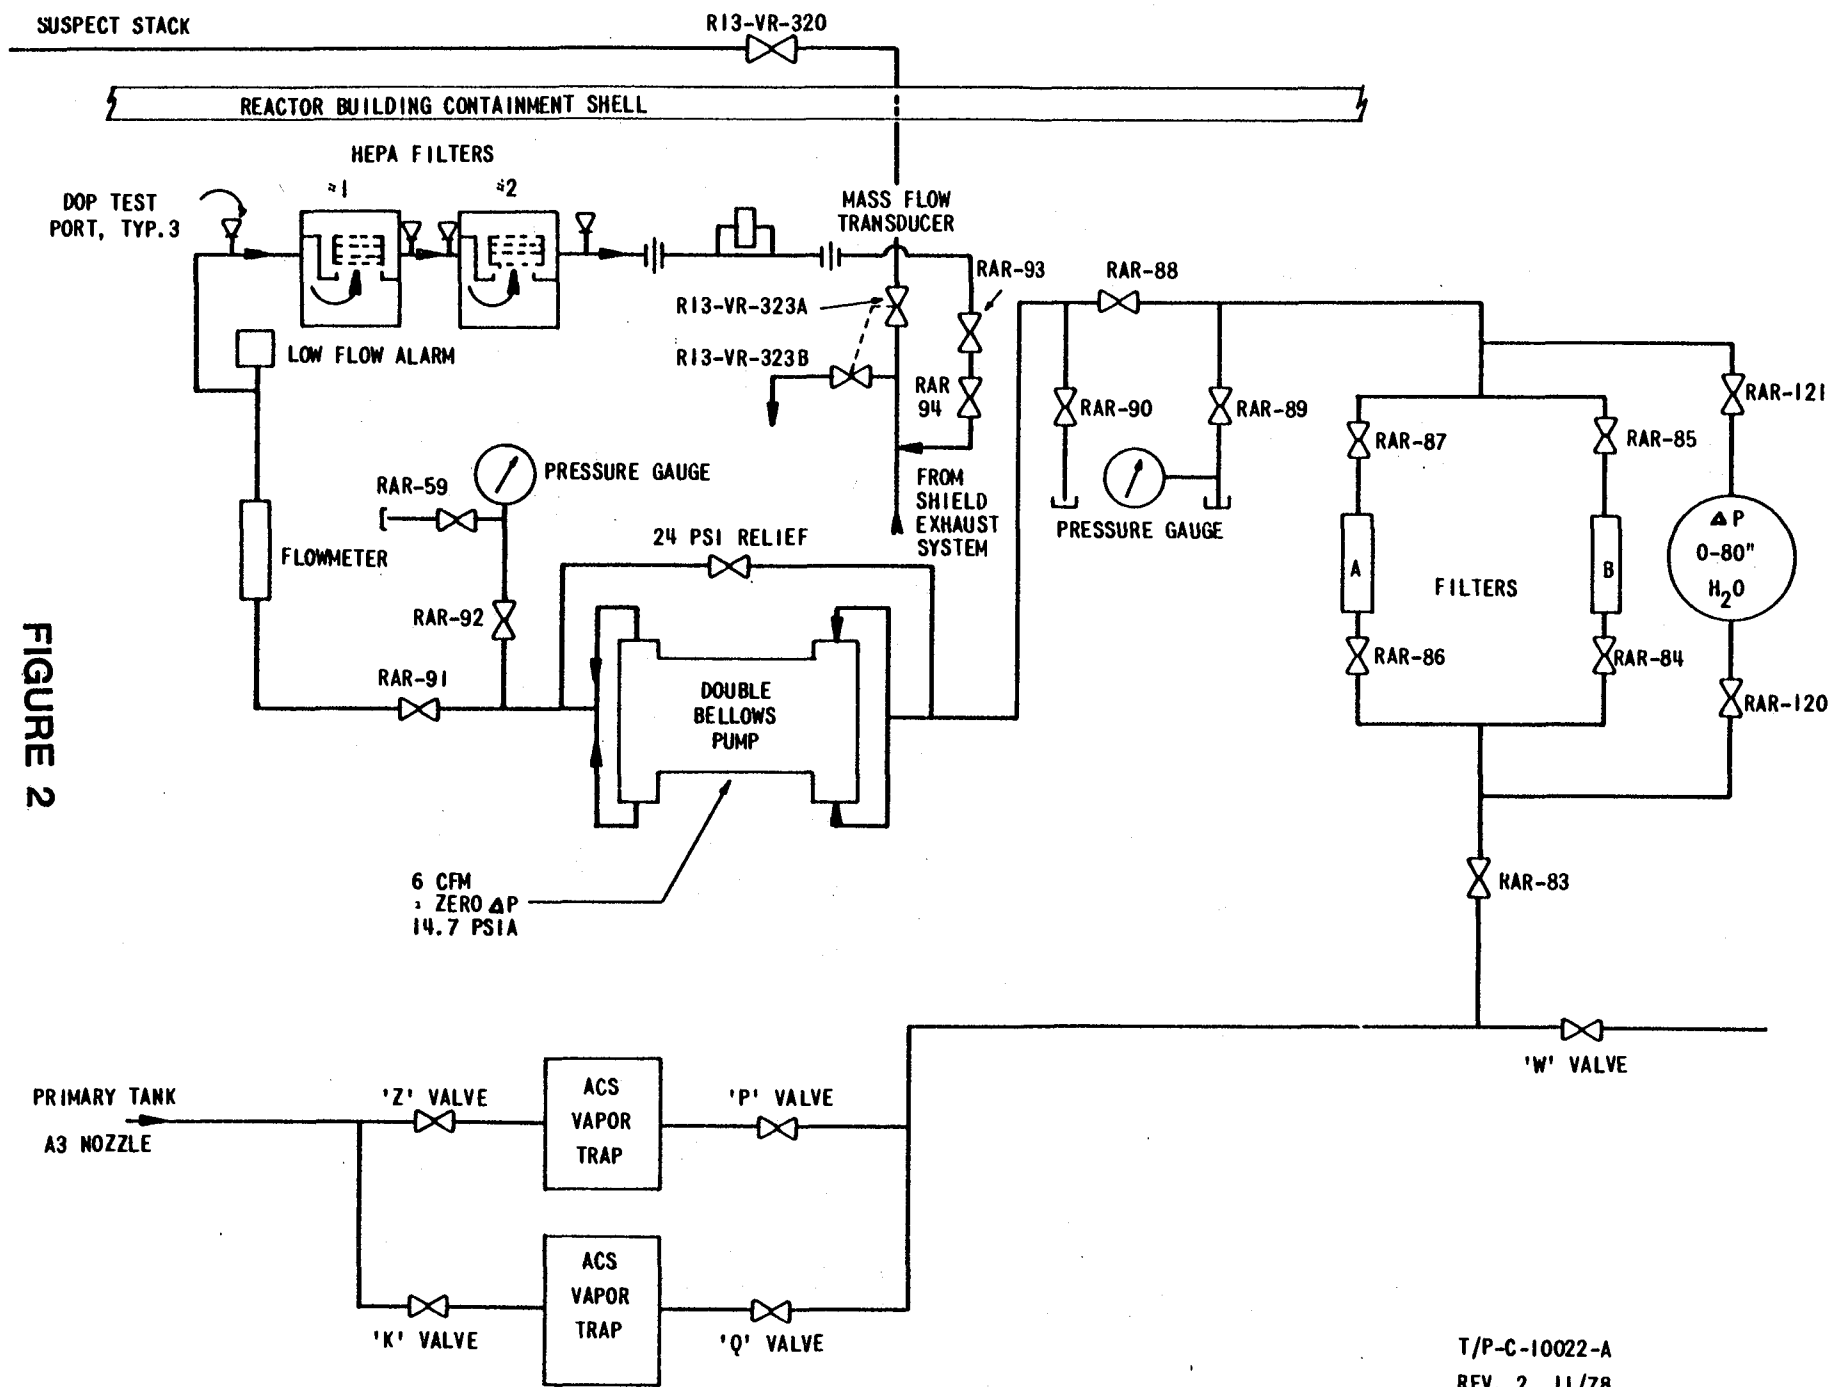 SUSPECT STACK
R13-VR-320
REACTOR BUILDING CONTAINMENT SHELL
HEPA FILTERS
#1
#2
DOP TEST
PORT, TYP.3
MASS FLOW
TRANSDUCER
RAR-93
RAR-88
R13-VR-323A
LOW FLOW ALARM
R13-VR-323B
RAR
94
RAR-90
RAR-89
RAR-121
RAR-87
RAR-85
PRESSURE GAUGE
RAR-59
FROM
SHIELD
EXHAUST
SYSTEM
PRESSURE GAUGE
24 PSI RELIEF
FLOWMETER
A
FILTERS
B
ΔP
0-80"
H2O
RAR-92
RAR-86
RAR-84
RAR-91
DOUBLE
BELLOWS
PUMP
RAR-120
FIGURE 2
6 CFM
ZERO ΔP
14.7 PSIA
RAR-83
'W' VALVE
PRIMARY TANK
A3 NOZZLE
'Z' VALVE
ACS
VAPOR
TRAP
'P' VALVE
'K' VALVE
ACS
VAPOR
TRAP
'Q' VALVE
T/P-C-10022-A
REV. 2 11/78